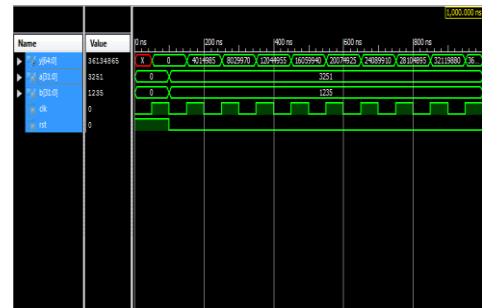 1,000.000 ns
Name Value 0 ns 200 ns 400 ns 600 ns 800 ns
y[64:0] 36134865 X 0 4014985 8029970 12044955 16059940 20074925 24089910 28104895 32119880 36...
a[31:0] 3251 0 3251
b[31:0] 1235 0 1235
clk 0
rst 0